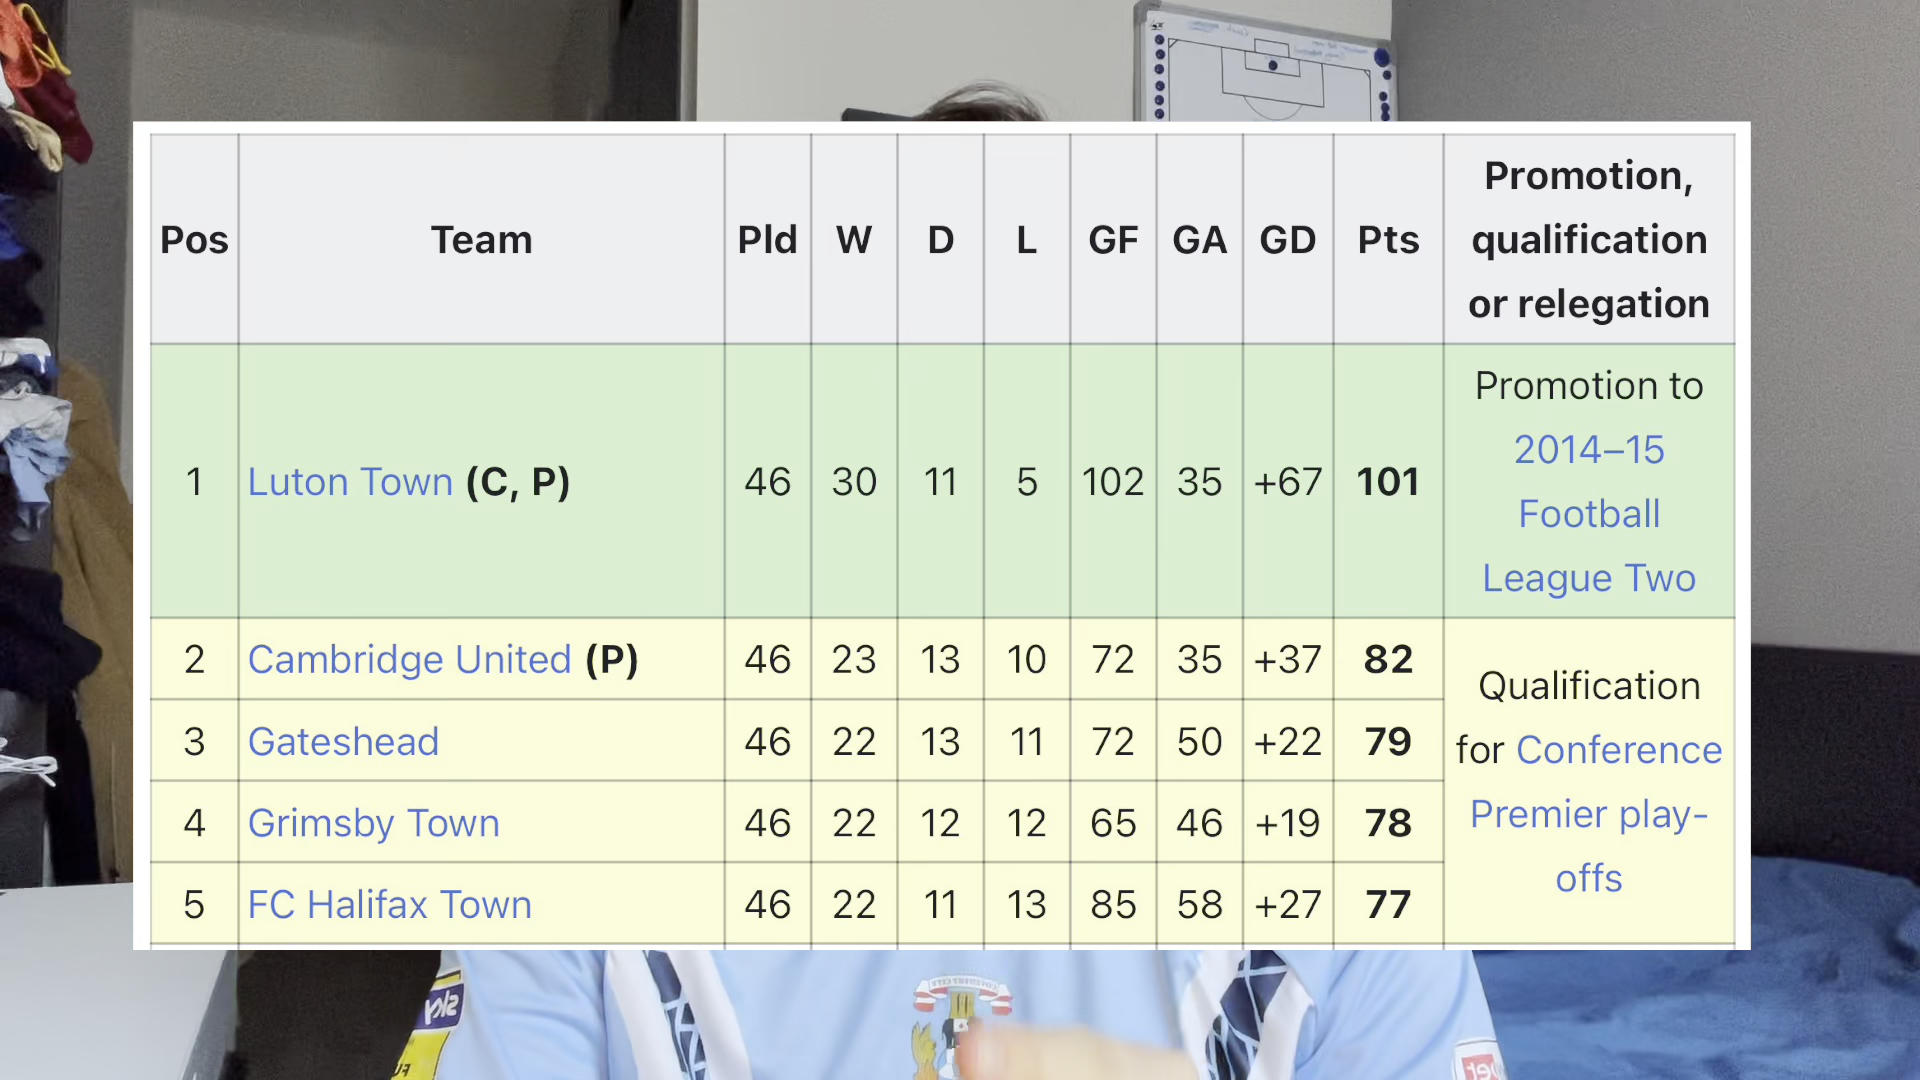 Pos Team Pld W D L GF GA GD Pts Promotion, qualification or relegation
1 Luton Town (C, P) 46 30 11 5 102 35 +67 101 Promotion to 2014–15 Football League Two
2 Cambridge United (P) 46 23 13 10 72 35 +37 82 Qualification for Conference Premier play-offs
3 Gateshead 46 22 13 11 72 50 +22 79
4 Grimsby Town 46 22 12 12 65 46 +19 78
5 FC Halifax Town 46 22 11 13 85 58 +27 77
sky